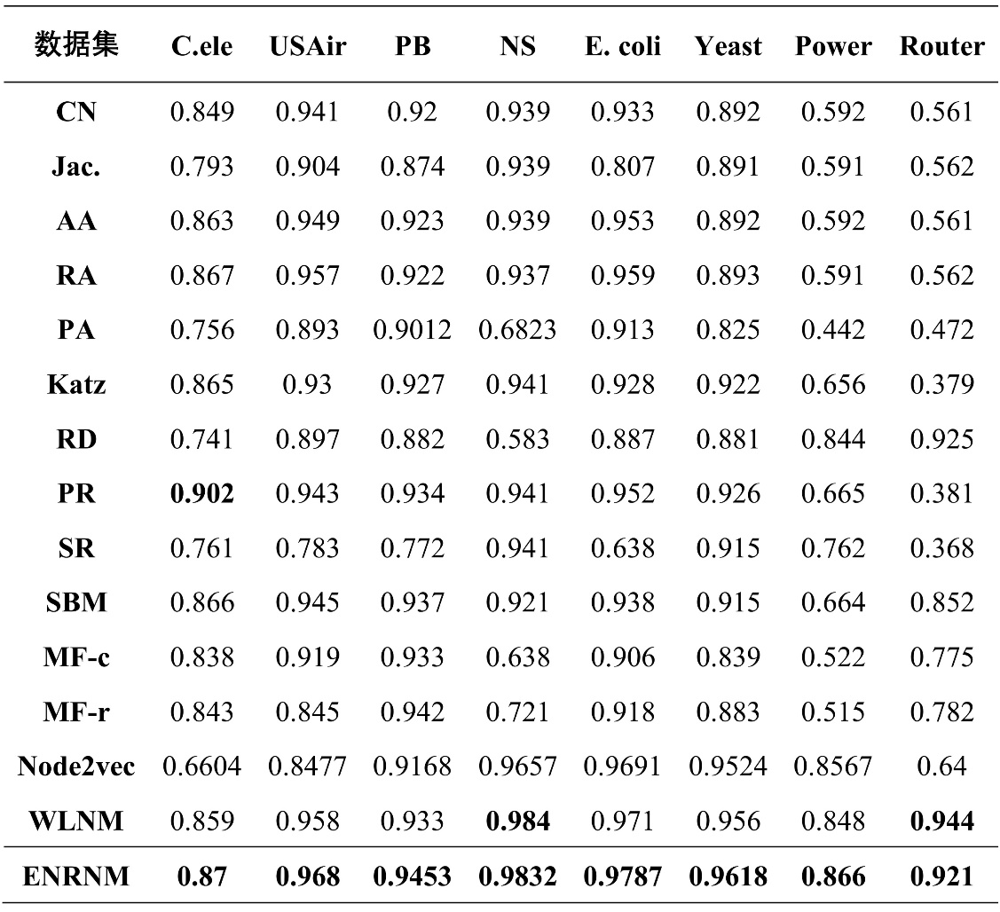 数据集 C.ele USAir PB NS E. coli Yeast Power Router
CN 0.849 0.941 0.92 0.939 0.933 0.892 0.592 0.561
Jac. 0.793 0.904 0.874 0.939 0.807 0.891 0.591 0.562
AA 0.863 0.949 0.923 0.939 0.953 0.892 0.592 0.561
RA 0.867 0.957 0.922 0.937 0.959 0.893 0.591 0.562
PA 0.756 0.893 0.9012 0.6823 0.913 0.825 0.442 0.472
Katz 0.865 0.93 0.927 0.941 0.928 0.922 0.656 0.379
RD 0.741 0.897 0.882 0.583 0.887 0.881 0.844 0.925
PR 0.902 0.943 0.934 0.941 0.952 0.926 0.665 0.381
SR 0.761 0.783 0.772 0.941 0.638 0.915 0.762 0.368
SBM 0.866 0.945 0.937 0.921 0.938 0.915 0.664 0.852
MF-c 0.838 0.919 0.933 0.638 0.906 0.839 0.522 0.775
MF-r 0.843 0.845 0.942 0.721 0.918 0.883 0.515 0.782
Node2vec 0.6604 0.8477 0.9168 0.9657 0.9691 0.9524 0.8567 0.64
WLNM 0.859 0.958 0.933 0.984 0.971 0.956 0.848 0.944
ENRNM 0.87 0.968 0.9453 0.9832 0.9787 0.9618 0.866 0.921